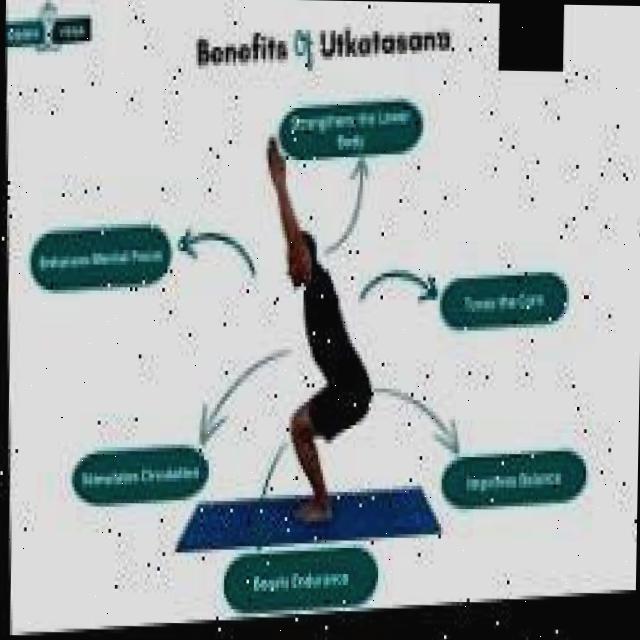 Benefits of Utkatasana
Strengthens the Lower
Body
Enhances Mental Focus
Tones the Core
Stimulates Circulation
Improves Balance
Boosts Endurance